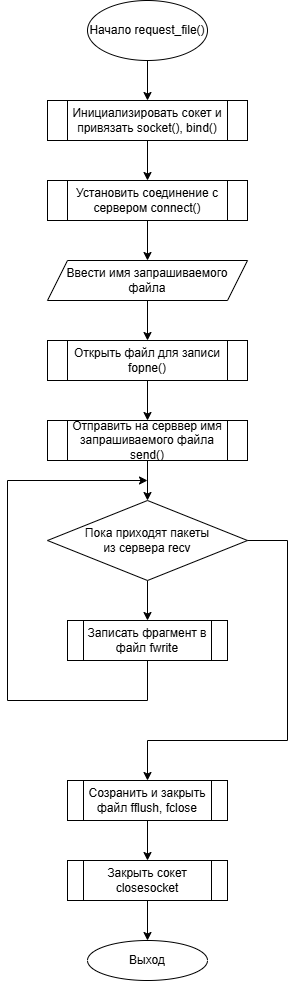 Начало request_file()
Инициализировать сокет и
привязать socket(), bind()
Установить соединение с
сервером connect()
Ввести имя запрашиваемого
файла
Открыть файл для записи
fopne()
Отправить на серввер имя
запрашиваемого файла
send()
Пока приходят пакеты
из сервера recv
Записать фрагмент в
файл fwrite
Созранить и закрыть
файл fflush, fclose
Закрыть сокет
closesocket
Выход